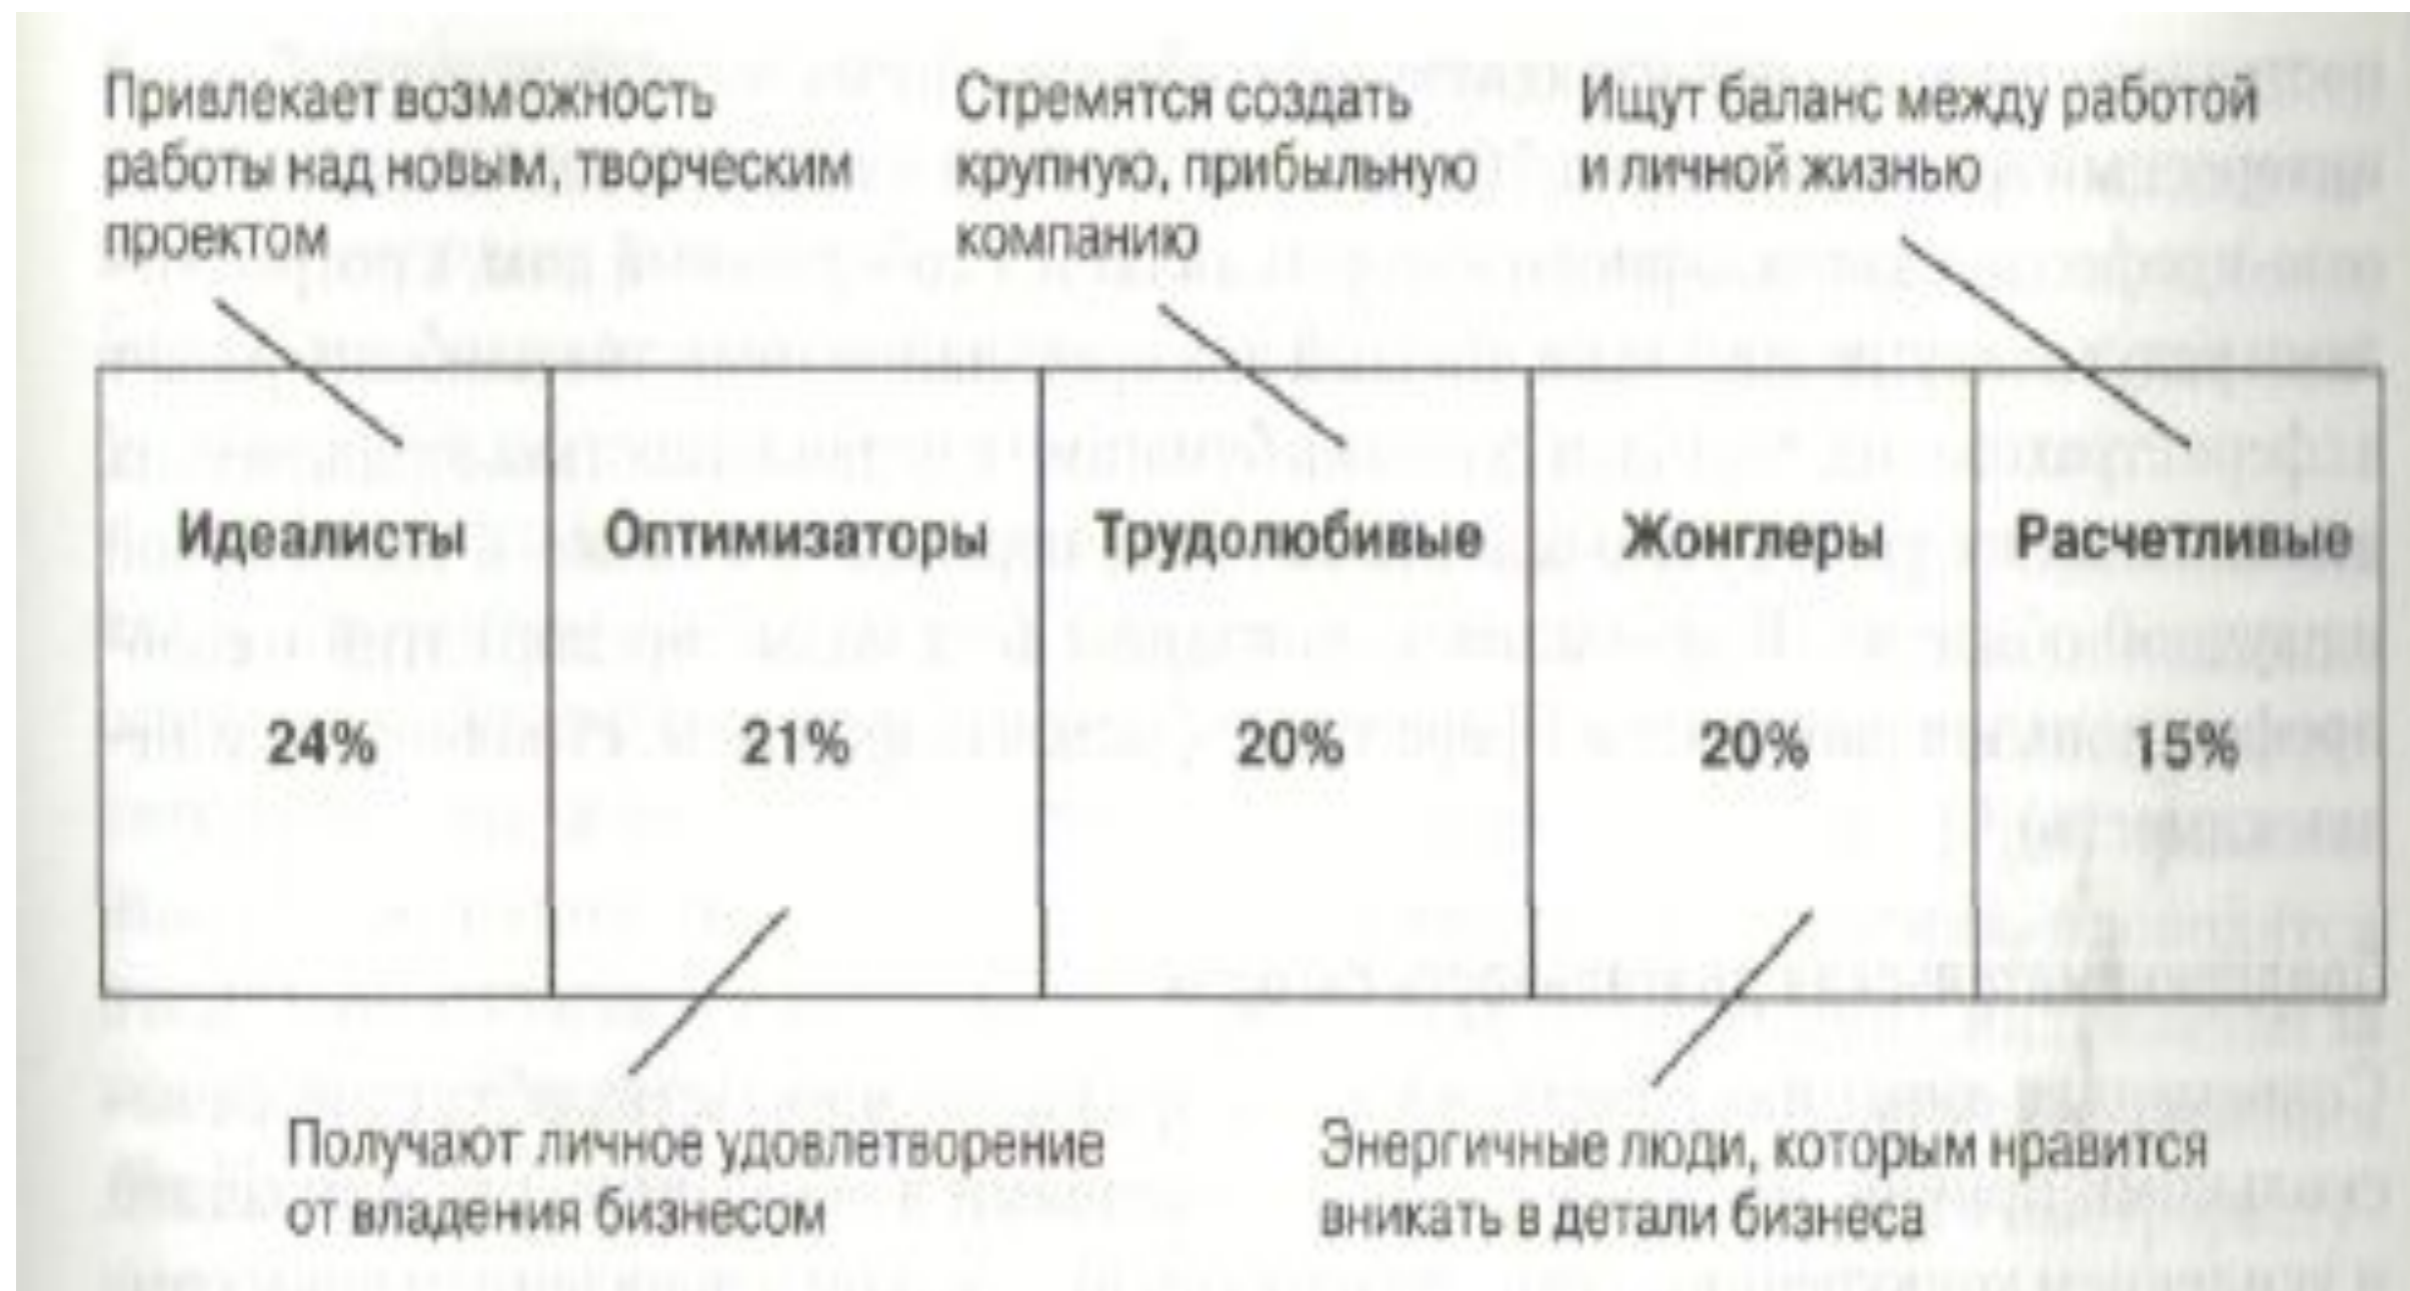 Привлекает возможность
работы над новым, творческим
проектом
Стремятся создать
крупную, прибыльную
компанию
Ищут баланс между работой
и личной жизнью
Идеалисты
24%
Оптимизаторы
21%
Трудолюбивые
20%
Жонглеры
20%
Расчетливые
15%
Получают личное удовлетворение
от владения бизнесом
Энергичные люди, которым нравится
вникать в детали бизнеса